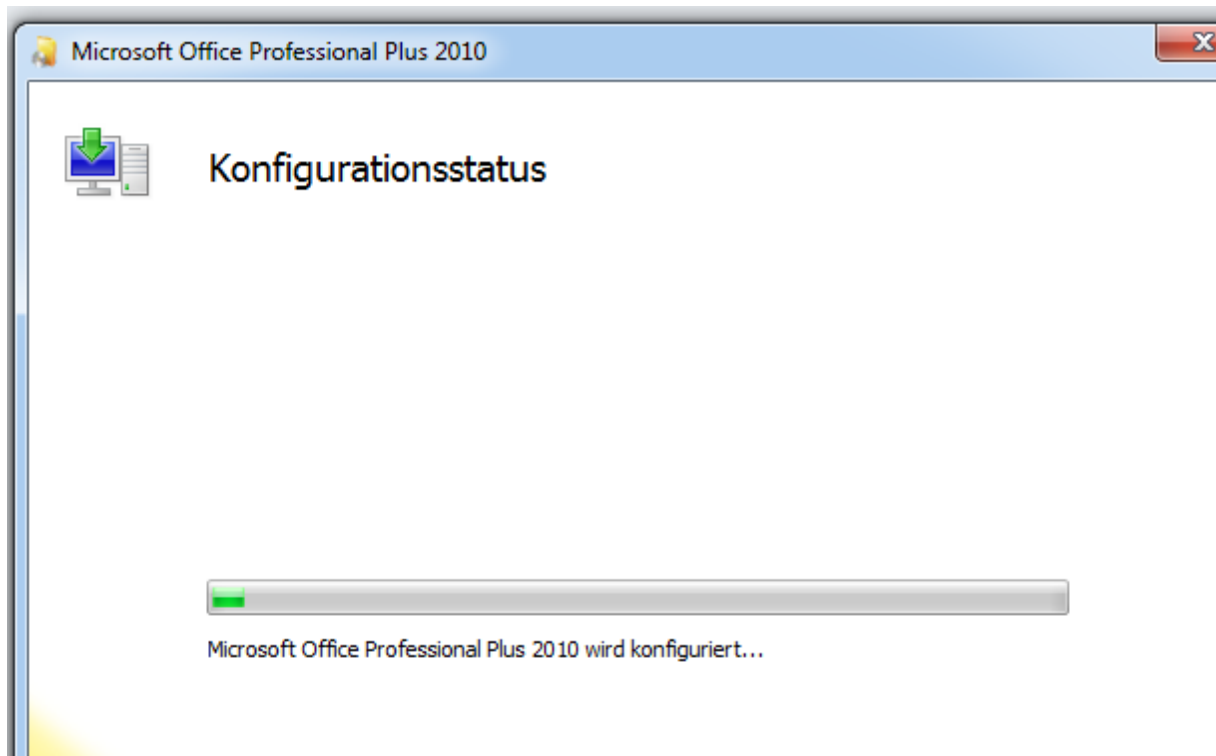 Microsoft Office Professional Plus 2010
Konfigurationsstatus
Microsoft Office Professional Plus 2010 wird konfiguriert...